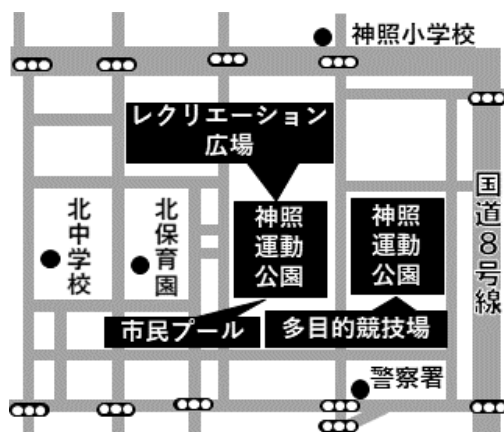 神照小学校
レクリエーション
広場
国道8号線
北中学校
北保育園
神照
運動
公園
神照
運動
公園
市民プール
多目的競技場
警察署